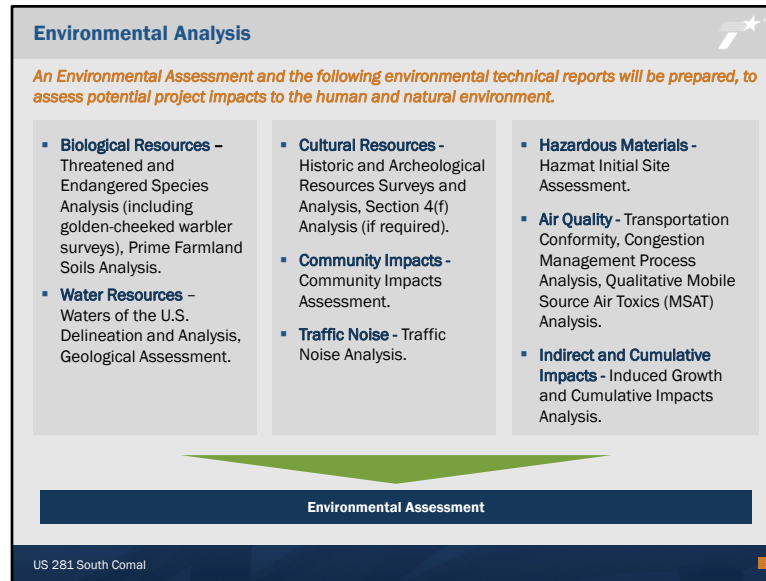 Environmental Analysis
An Environmental Assessment and the following environmental technical reports will be prepared, to
assess potential project impacts to the human and natural environment.
▪ Biological Resources –
Threatened and
Endangered Species
Analysis (including
golden-cheeked warbler
surveys), Prime Farmland
Soils Analysis.
▪ Water Resources –
Waters of the U.S.
Delineation and Analysis,
Geological Assessment.
▪ Cultural Resources -
Historic and Archeological
Resources Surveys and
Analysis, Section 4(f)
Analysis (if required).
▪ Community Impacts -
Community Impacts
Assessment.
▪ Traffic Noise - Traffic
Noise Analysis.
▪ Hazardous Materials -
Hazmat Initial Site
Assessment.
▪ Air Quality - Transportation
Conformity, Congestion
Management Process
Analysis, Qualitative Mobile
Source Air Toxics (MSAT)
Analysis.
▪ Indirect and Cumulative
Impacts - Induced Growth
and Cumulative Impacts
Analysis.
Environmental Assessment
US 281 South Comal